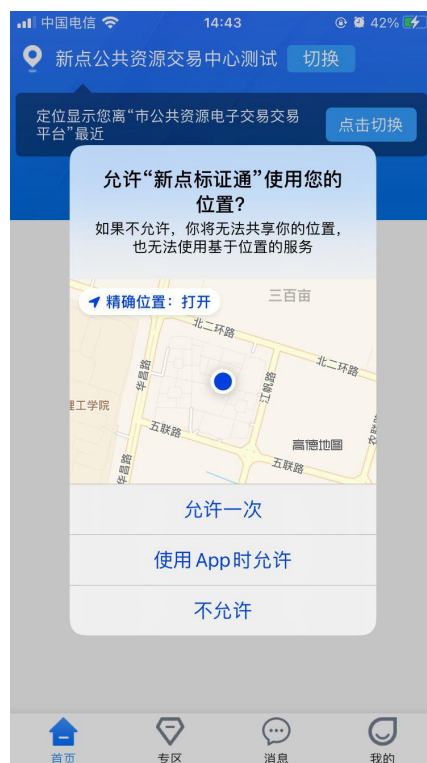 中国电信 14:43 42%
新点公共资源交易中心测试 切换
定位显示您离“市公共资源电子交易交易
平台”最近
点击切换
允许“新点标证通”使用您的
位置?
如果不允许，你将无法共享你的位置，
也无法使用基于位置的服务
精确位置：打开
三百亩
北二环路
北二环路
华昌路
江帆路
理工学院
五联路
高德地图
五联路
华昌路
允许一次
使用 App 时允许
不允许
首页 专区 消息 我的